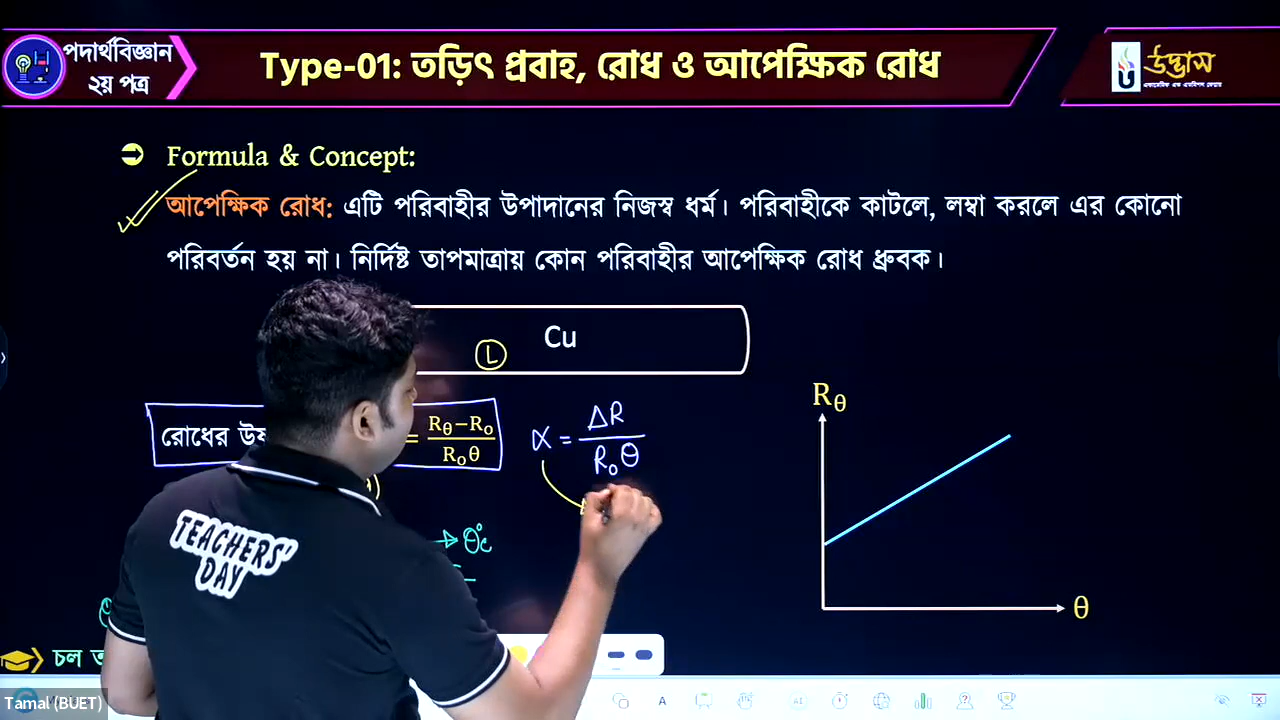 পদার্থবিজ্ঞান
২য় পত্র
Type-01: তড়িৎ প্রবাহ, রোধ ও আপেক্ষিক রোধ
উদ্ভাস
Formula & Concept:
আপেক্ষিক রোধ: এটি পরিবাহীর উপাদানের নিজস্ব ধর্ম। পরিবাহীকে কাটলে, লম্বা করলে এর কোনো
পরিবর্তন হয় না। নির্দিষ্ট তাপমাত্রায় কোন পরিবাহীর আপেক্ষিক রোধ ধ্রুবক।
Cu
L
রোধের = (Rθ−R₀)/(R₀θ)
α = ΔR/(R₀θ)
→ θ°c
Rθ
θ
TEACHERS'
DAY
চল
Tamal (BUET)